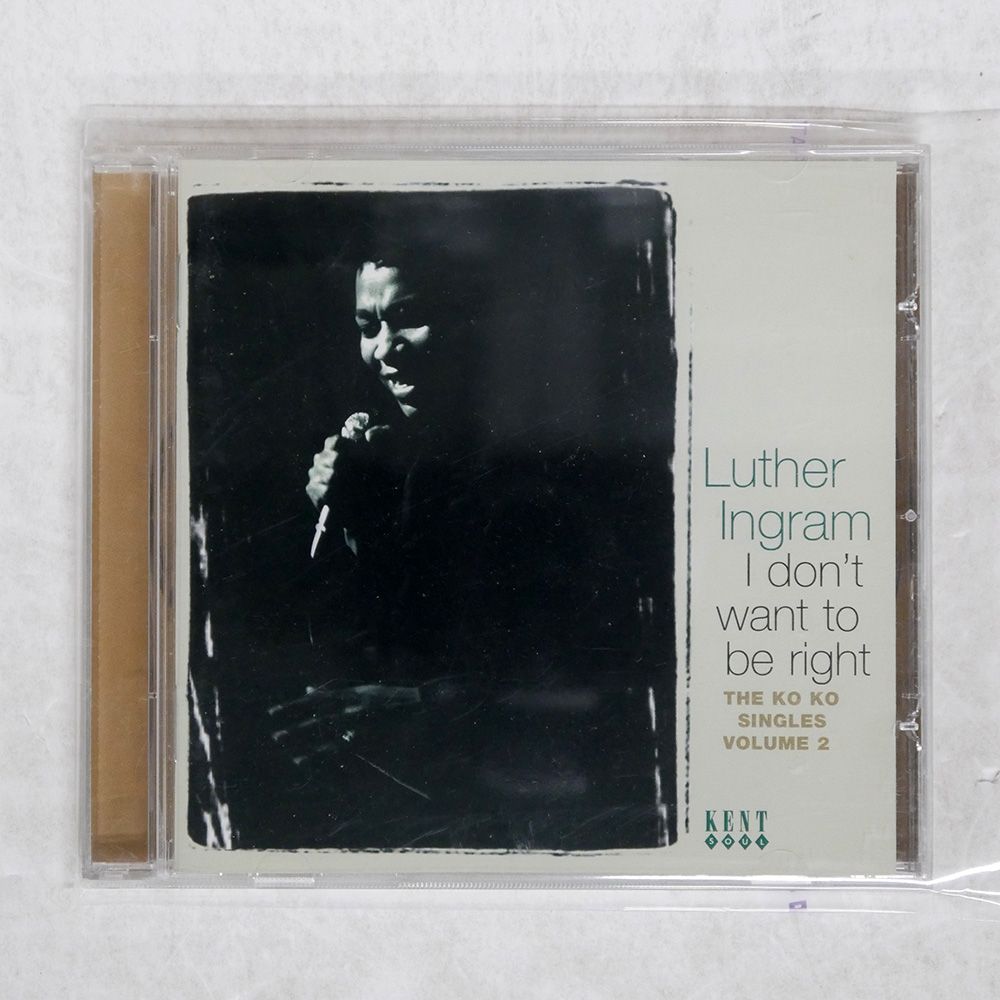 Luther
Ingram
I don't
want to
be right
THE KO KO
SINGLES
VOLUME 2
KENT
SOUL